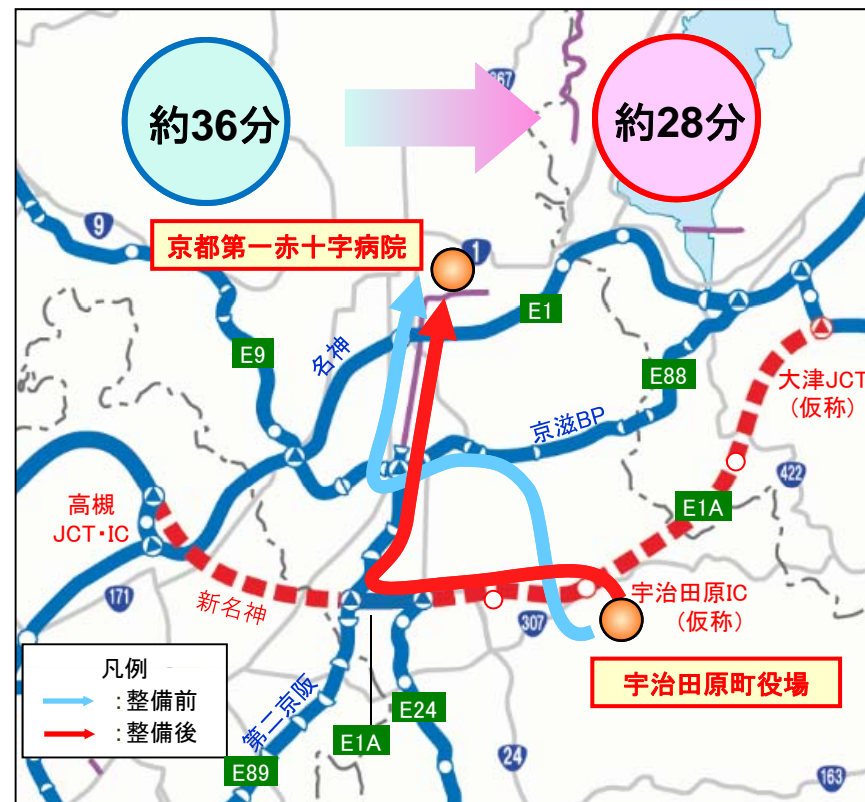 約36分
約28分
367
9
京都第一赤十字病院
1
E1
E9
名神
E88
大津JCT
(仮称)
京滋BP
422
高槻
JCT・IC
E1A
171
新名神
宇治田原IC
(仮称)
307
凡例
:整備前
:整備後
宇治田原町役場
第二京阪
E1A
E24
E89
24
163